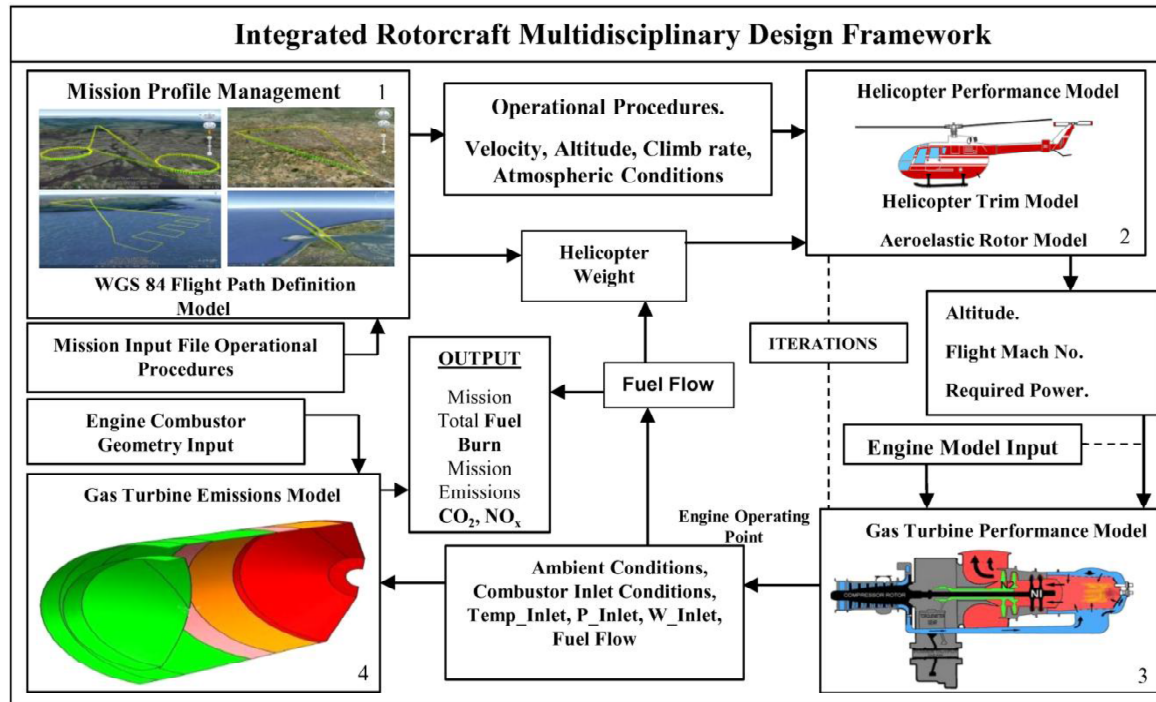 Integrated Rotorcraft Multidisciplinary Design Framework
Mission Profile Management 1
WGS 84 Flight Path Definition
Model
Operational Procedures.
Velocity, Altitude, Climb rate,
Atmospheric Conditions
Helicopter Performance Model
Helicopter Trim Model
Aeroelastic Rotor Model 2
Helicopter
Weight
Mission Input File Operational
Procedures
OUTPUT
Mission
Total Fuel
Burn
Mission
Emissions
CO₂, NOₓ
Fuel Flow
ITERATIONS
Altitude.
Flight Mach No.
Required Power.
Engine Combustor
Geometry Input
Engine Model Input
Gas Turbine Emissions Model
4
Engine Operating
Point
Ambient Conditions,
Combustor Inlet Conditions,
Temp_Inlet, P_Inlet, W_Inlet,
Fuel Flow
Gas Turbine Performance Model
COMPRESSOR ROTOR
N2
N1
3